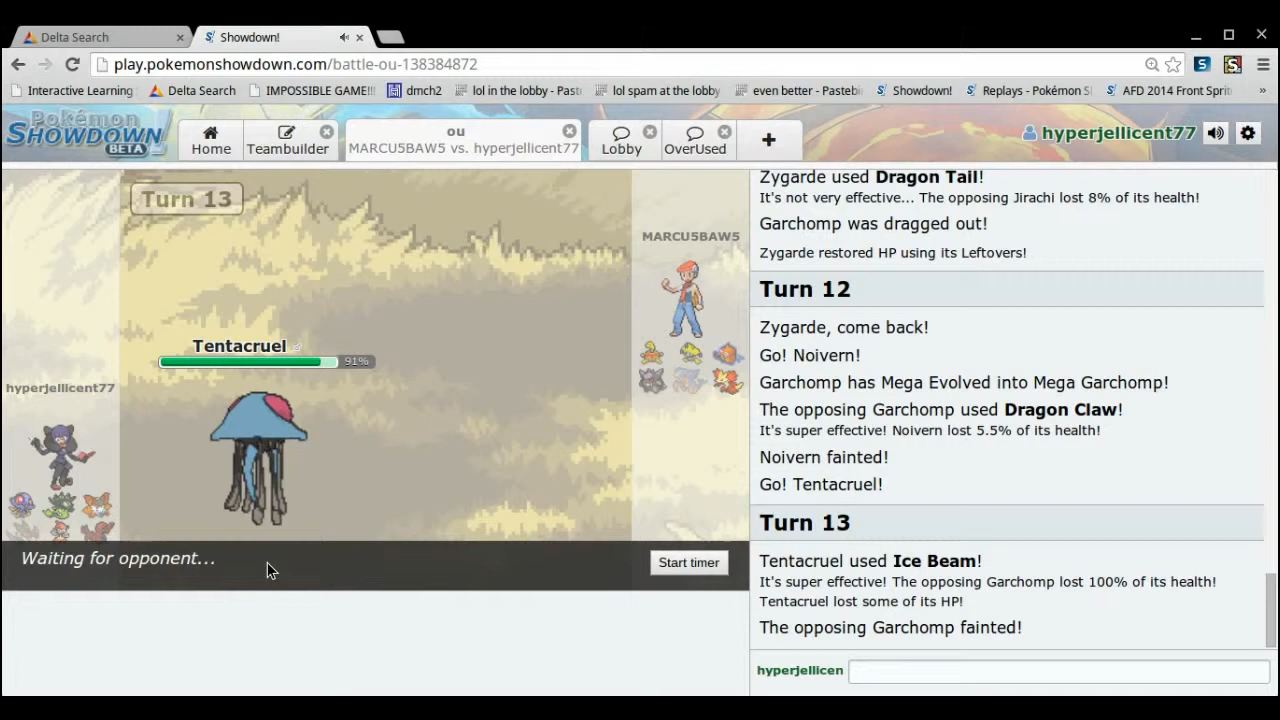 Delta Search
Showdown!
play.pokemonshowdown.com/battle-ou-138384872
Interactive Learning
Delta Search
IMPOSSIBLE GAME!!!
dmch2
lol in the lobby - Paste
lol spam at the lobby
even better - Pastebi
Showdown!
Replays - Pokémon S
AFD 2014 Front Sprit
»
Pokémon
SHOWDOWN
BETA
Home
Teambuilder
ou
MARCU5BAW5 vs. hyperjellicent77
Lobby
OverUsed
+
hyperjellicent77
Turn 13
MARCU5BAW5
Tentacruel ♂
91%
hyperjellicent77
Waiting for opponent...
Start timer
Zygarde used Dragon Tail!
It's not very effective... The opposing Jirachi lost 8% of its health!
Garchomp was dragged out!
Zygarde restored HP using its Leftovers!
Turn 12
Zygarde, come back!
Go! Noivern!
Garchomp has Mega Evolved into Mega Garchomp!
The opposing Garchomp used Dragon Claw!
It's super effective! Noivern lost 5.5% of its health!
Noivern fainted!
Go! Tentacruel!
Turn 13
Tentacruel used Ice Beam!
It's super effective! The opposing Garchomp lost 100% of its health!
Tentacruel lost some of its HP!
The opposing Garchomp fainted!
hyperjellicen